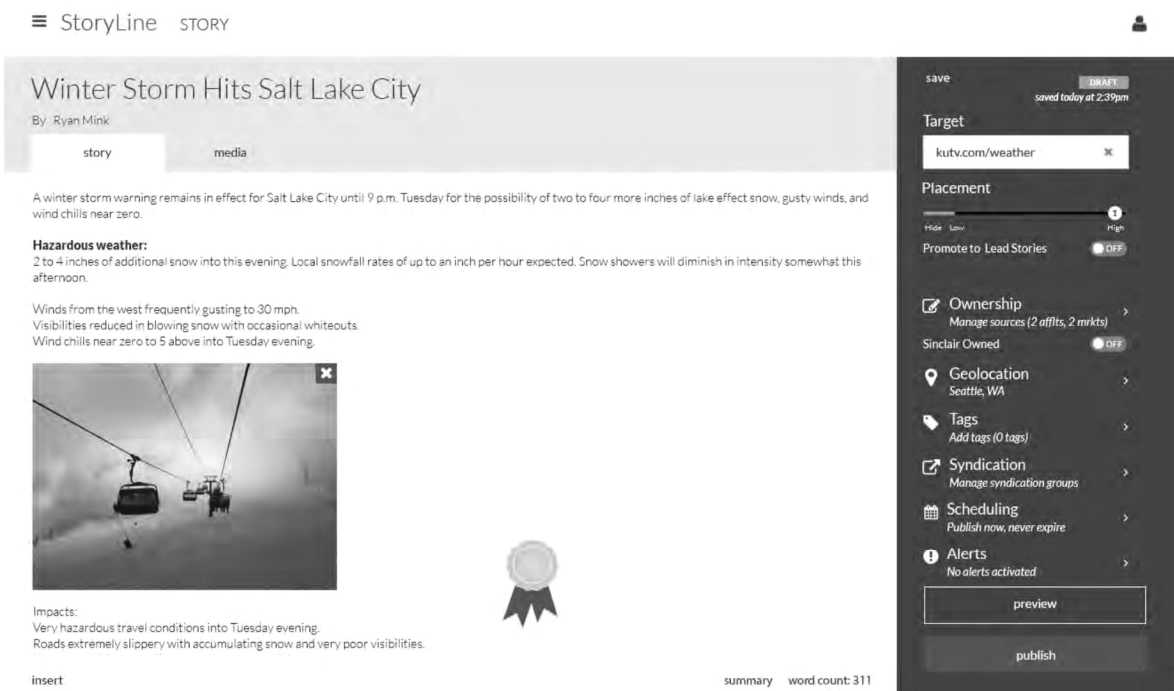 StoryLine STORY
Winter Storm Hits Salt Lake City
By Ryan Mink
story media
A winter storm warning remains in effect for Salt Lake City until 9 p.m. Tuesday for the possibility of two to four more inches of lake effect snow, gusty winds, and
wind chills near zero.
Hazardous weather:
2 to 4 inches of additional snow into this evening. Local snowfall rates of up to an inch per hour expected. Snow showers will diminish in intensity somewhat this
afternoon.
Winds from the west frequently gusting to 30 mph.
Visibilities reduced in blowing snow with occasional whiteouts.
Wind chills near zero to 5 above into Tuesday evening.
Impacts:
Very hazardous travel conditions into Tuesday evening.
Roads extremely slippery with accumulating snow and very poor visibilities.
insert summary word count: 311
save DRAFT
saved today at 2:39pm
Target
kutv.com/weather
Placement
Hide Low High
Promote to Lead Stories OFF
Ownership
Manage sources (2 afflts, 2 mrkts)
Sinclair Owned OFF
Geolocation
Seattle, WA
Tags
Add tags (0 tags)
Syndication
Manage syndication groups
Scheduling
Publish now, never expire
Alerts
No alerts activated
preview
publish